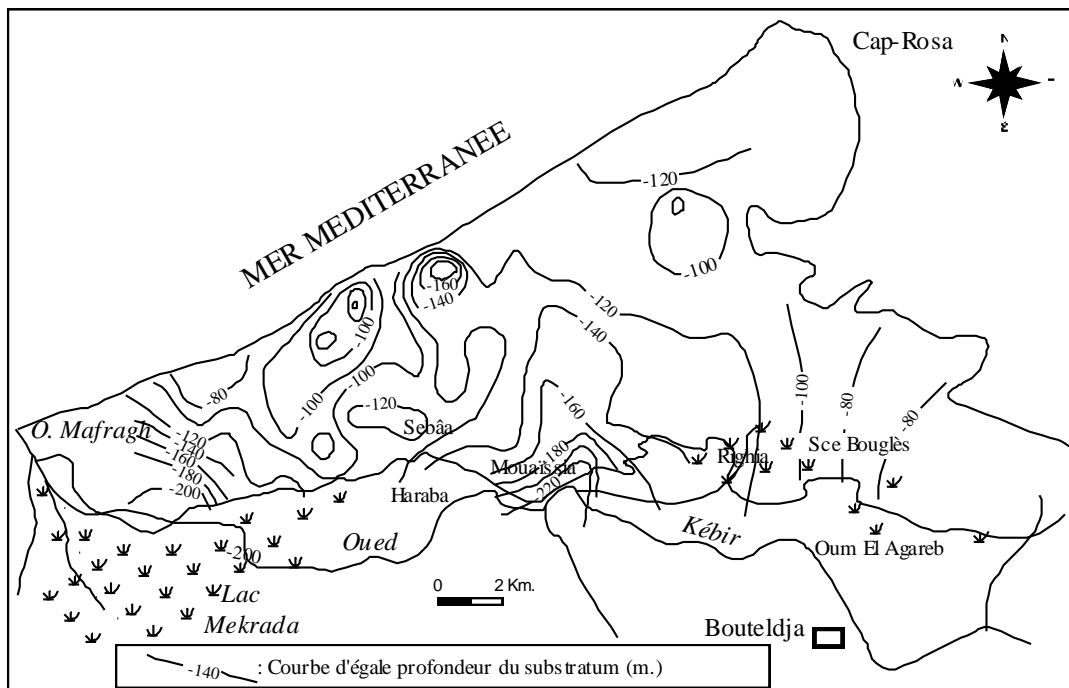 Cap-Rosa
N
W
MER MEDITERRANEE
-120
-100
-160
-140
-120
-140
-100
-80
-100
-100
-120
-160
-100
-80
-80
O. Mafragh
-120
-140
-160
-180
-200
Sebâa
Righia
Sce Bouglès
Mouaïssia
-180
-220
Haraba
Oued
Kébir
Oum El Agareb
-200
Lac
Mekrada
0 2 Km.
Bouteldja
-140 : Courbe d'égale profondeur du substratum (m.)